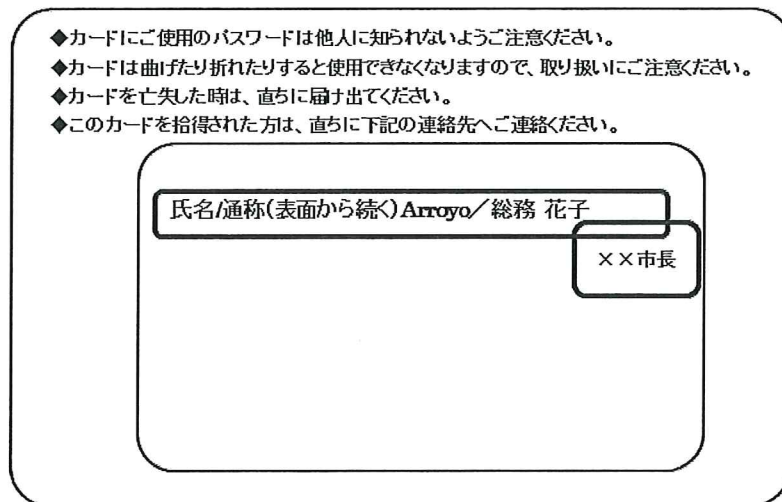 ◆カードにご使用のパスワードは他人に知られないようご注意ください。
◆カードは曲げたり折れたりすると使用できなくなりますので、取り扱いにご注意ください。
◆カードを亡失した時は、直ちに届け出てください。
◆このカードを拾得された方は、直ちに下記の連絡先へご連絡ください。
氏名/通称(表面から続く)Arroyo/総務 花子
××市長